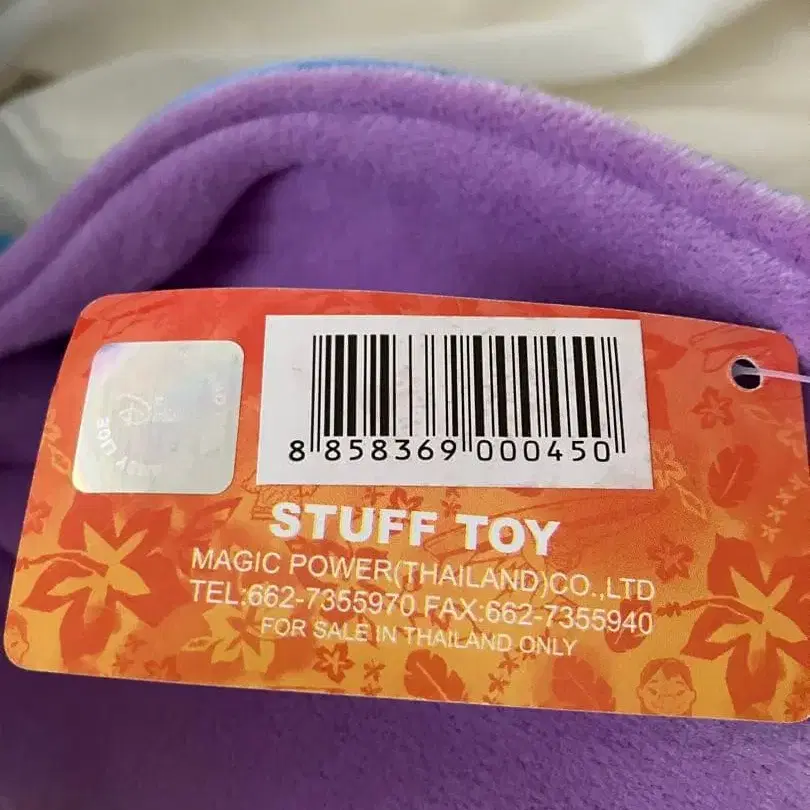 8 858369 000450
STUFF TOY
MAGIC POWER(THAILAND)CO.,LTD
TEL:662-7355970 FAX:662-7355940
FOR SALE IN THAILAND ONLY